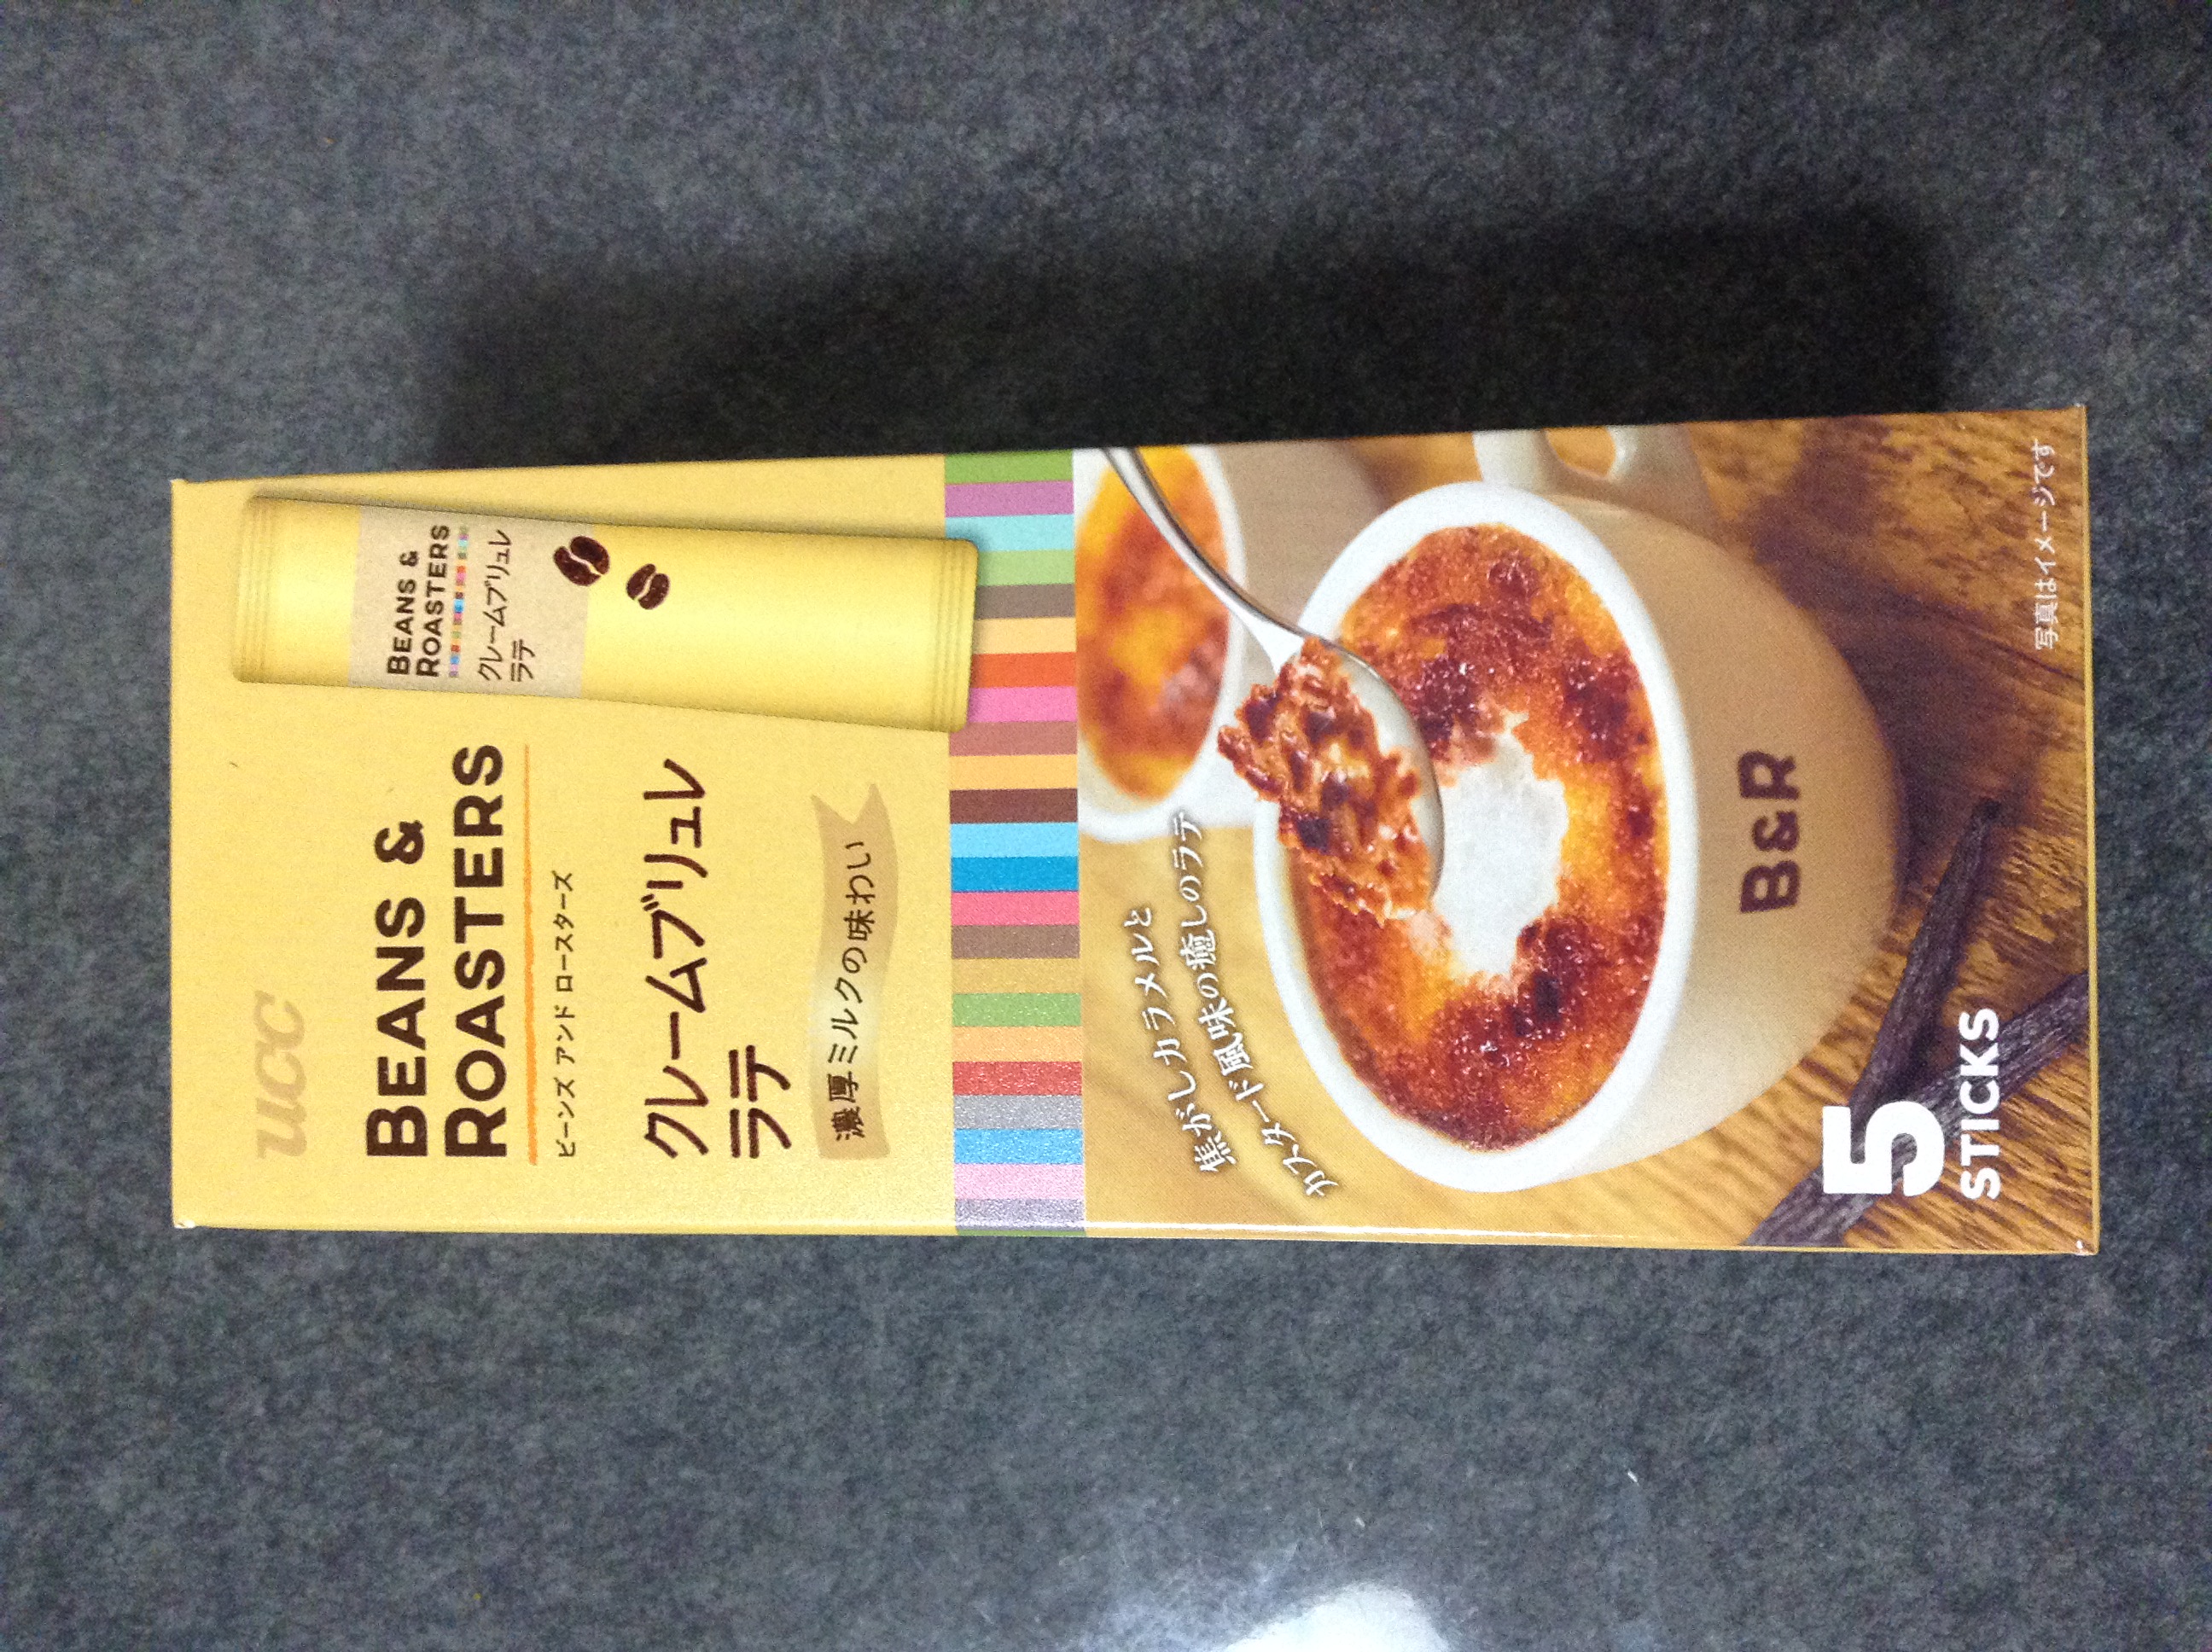 ucc
BEANS &
ROASTERS
ビーンズ アンド ロースターズ
クレームブリュレ
ラテ
濃厚ミルクの味わい
BEANS &
ROASTERS
クレームブリュレ
ラテ
焦がしカラメルと
カスタード風味の癒しのラテ
B&R
5
STICKS
写真はイメージです